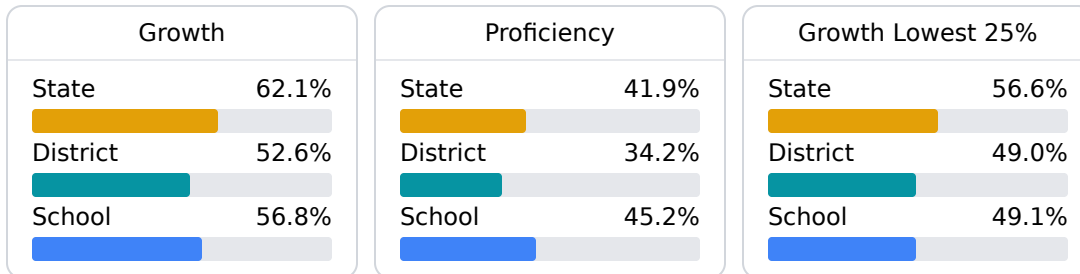 Growth
State 62.1%
District 52.6%
School 56.8%
Proficiency
State 41.9%
District 34.2%
School 45.2%
Growth Lowest 25%
State 56.6%
District 49.0%
School 49.1%